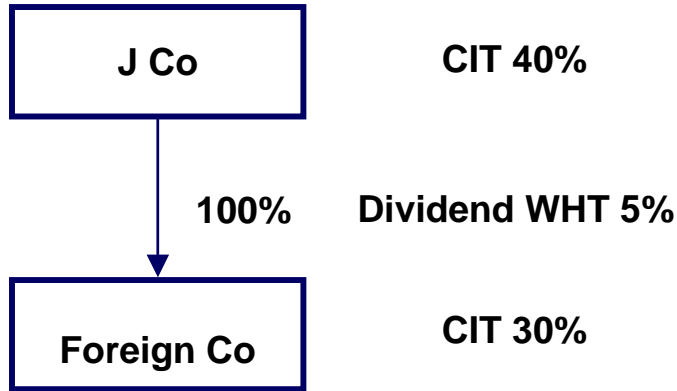 J Co
CIT 40%
100%
Dividend WHT 5%
Foreign Co
CIT 30%